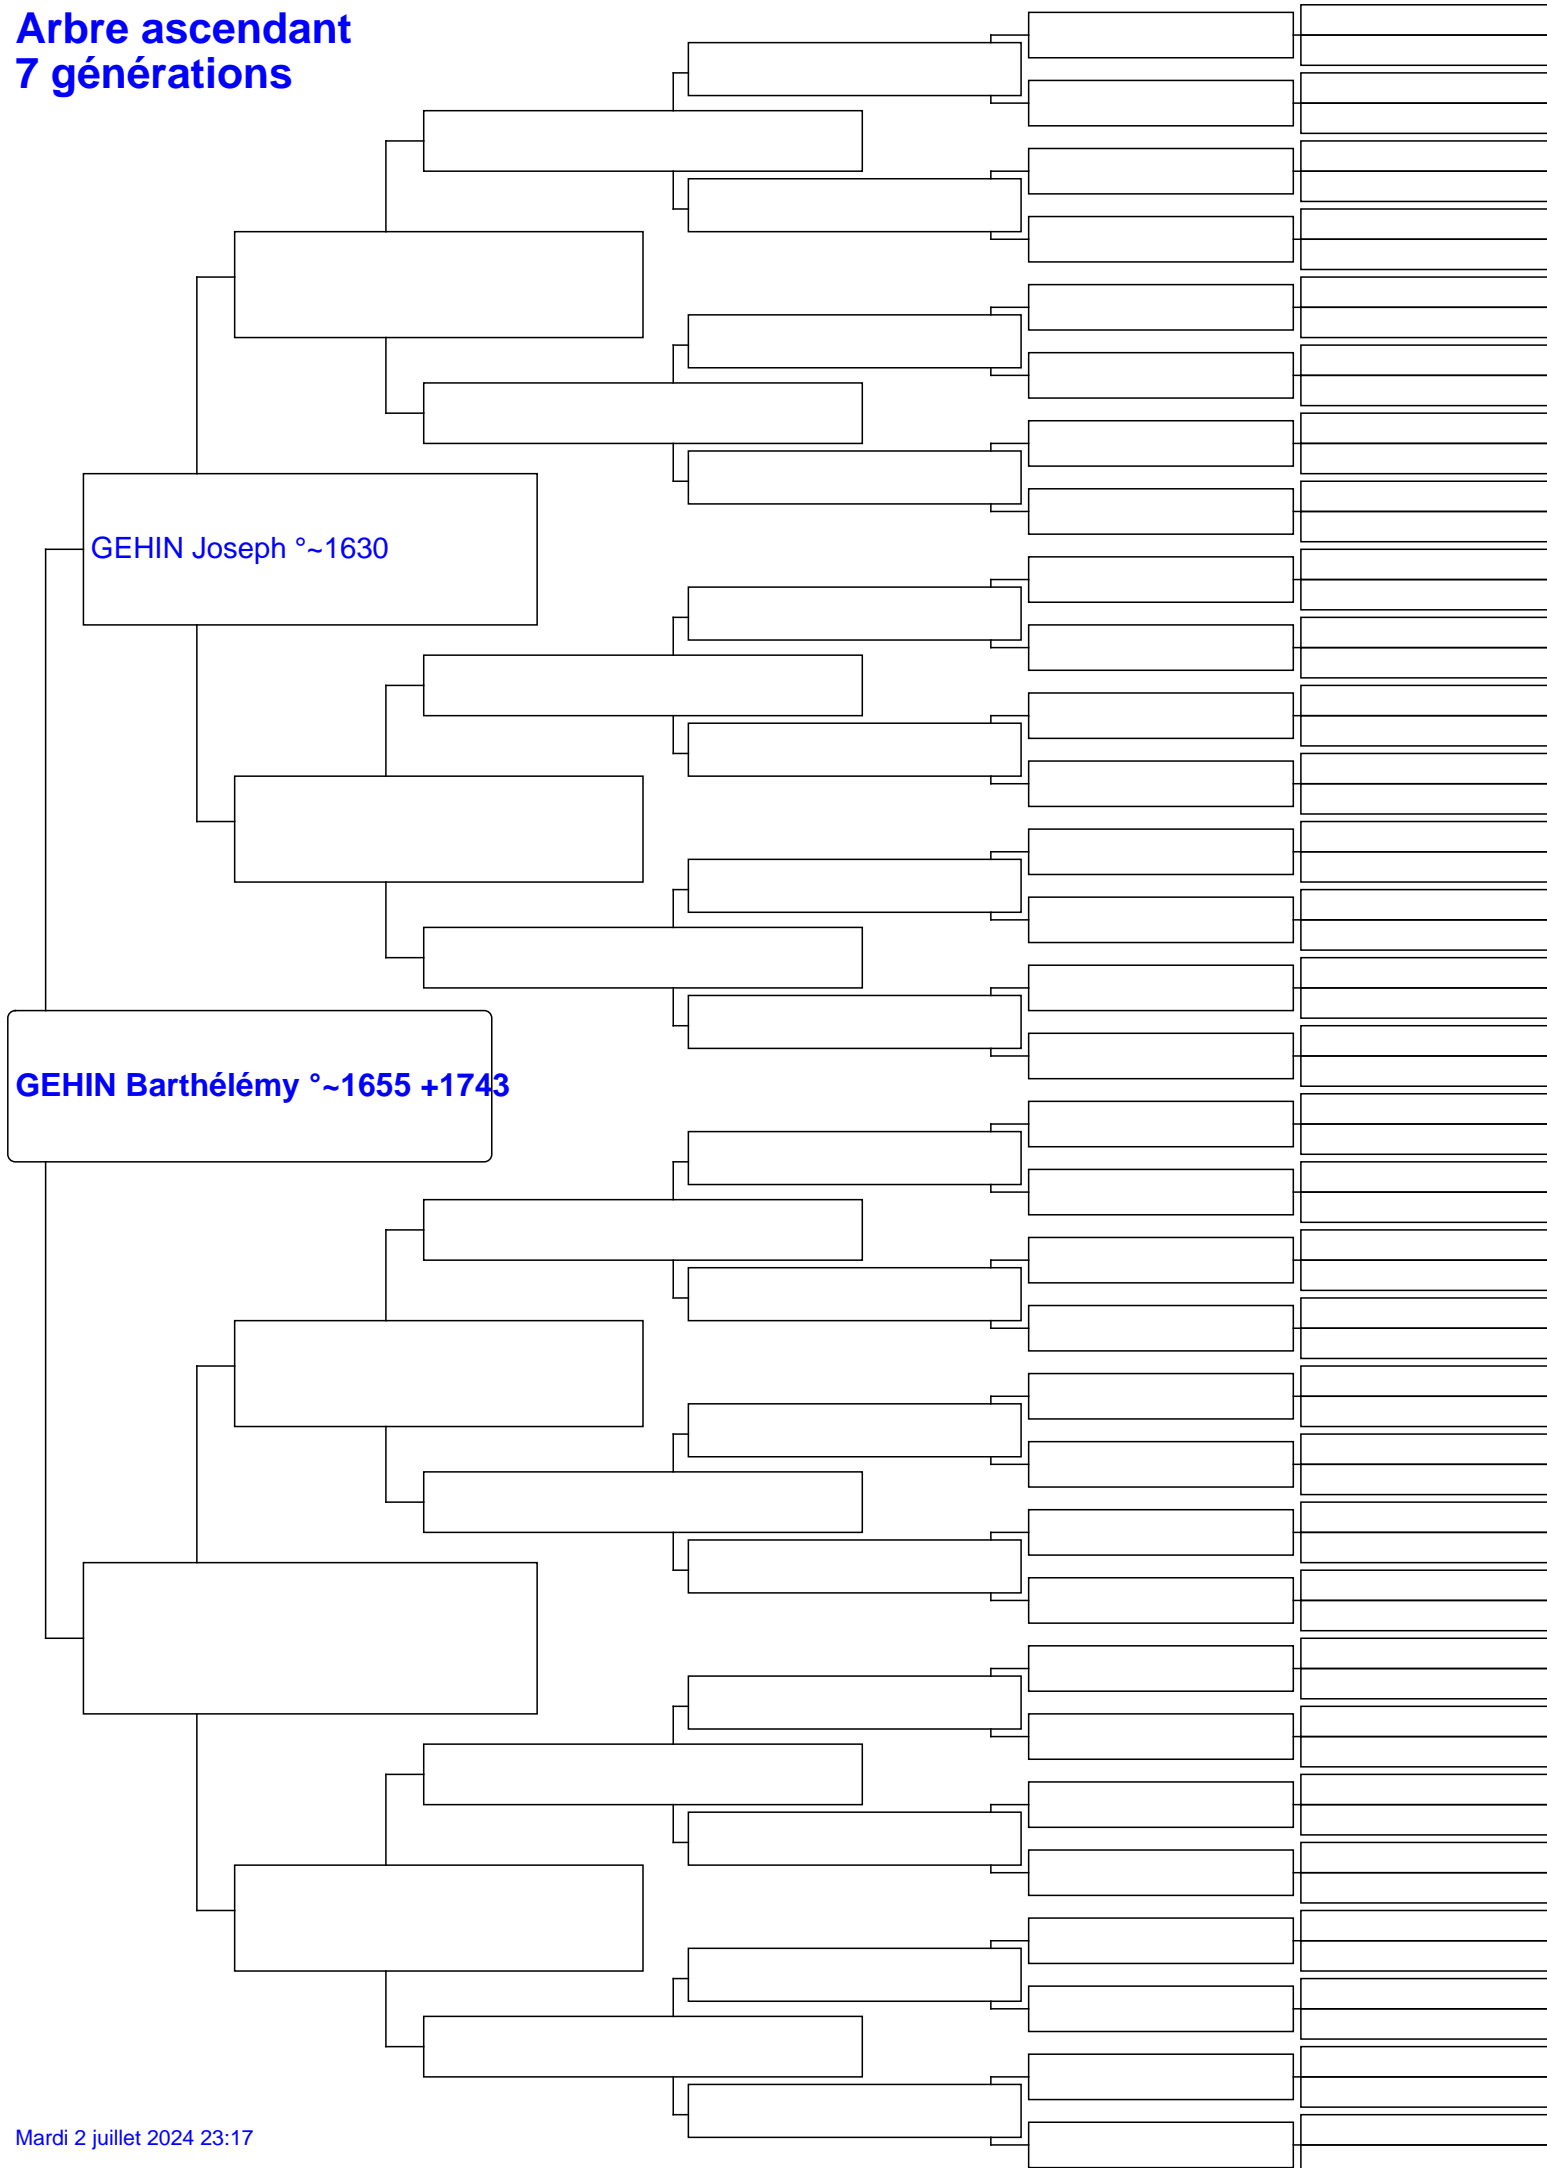 Arbre ascendant
7 générations
GEHIN Joseph °~1630
GEHIN Barthélémy °~1655 +1743
Mardi 2 juillet 2024 23:17